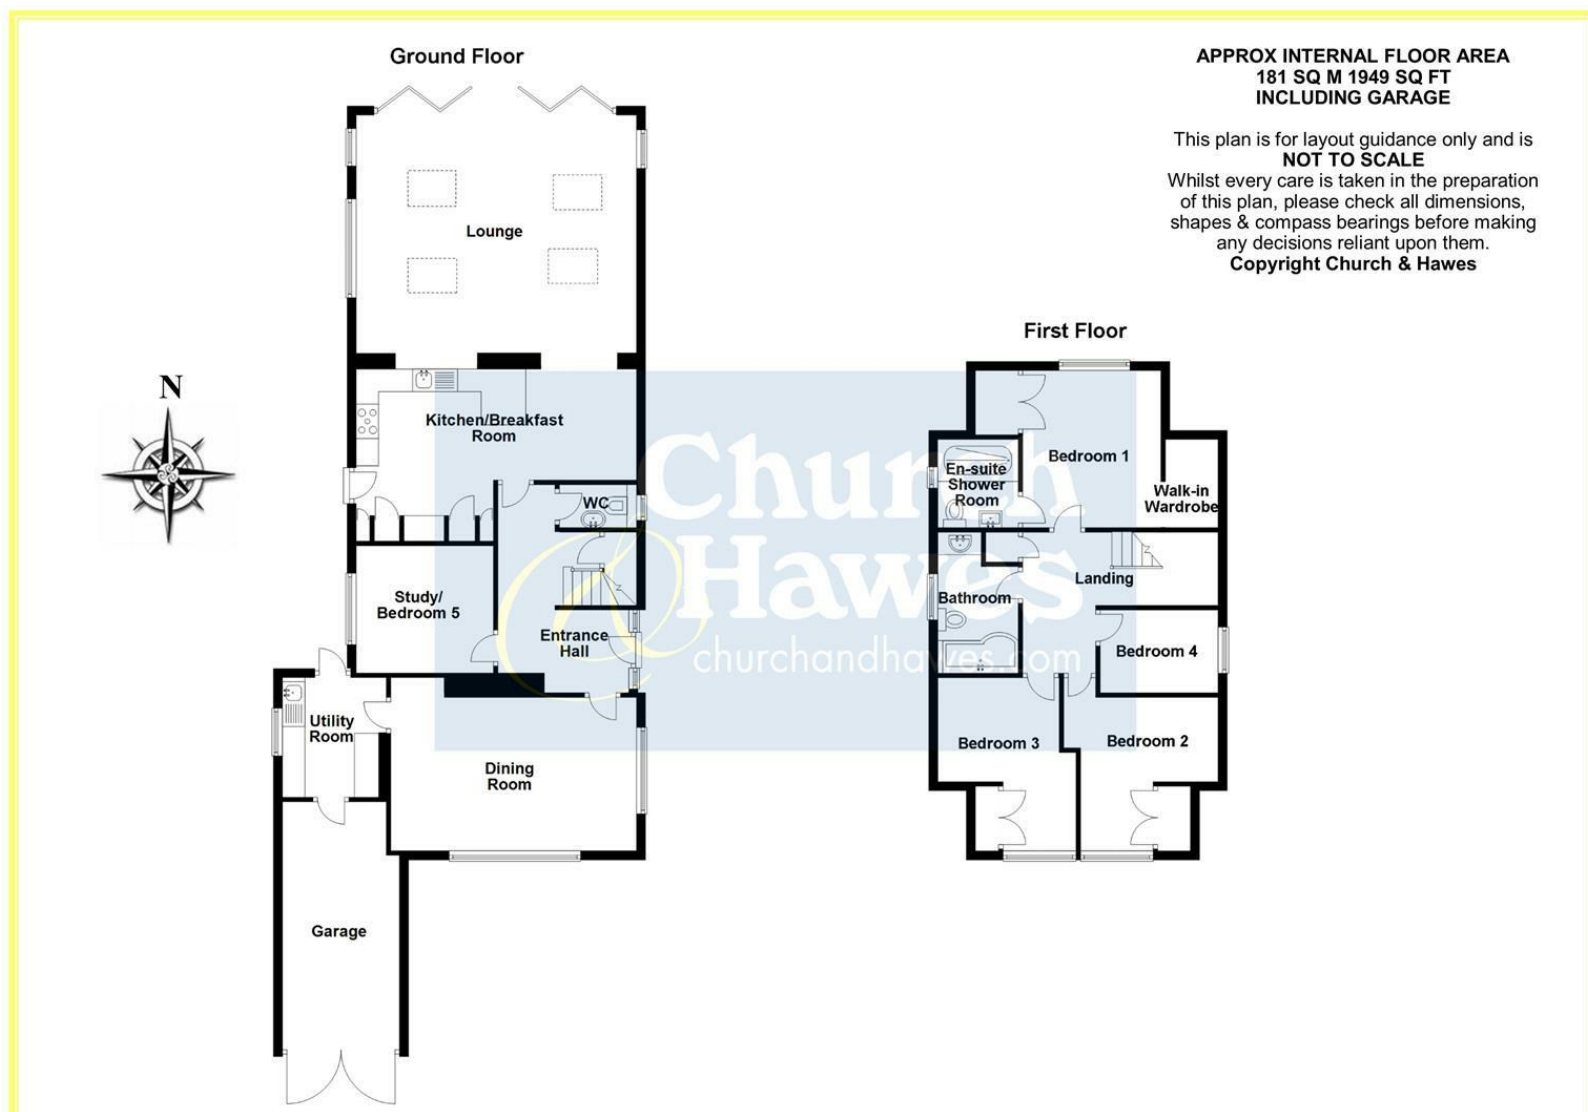 Ground Floor
APPROX INTERNAL FLOOR AREA
181 SQ M 1949 SQ FT
INCLUDING GARAGE
This plan is for layout guidance only and is
NOT TO SCALE
Whilst every care is taken in the preparation
of this plan, please check all dimensions,
shapes & compass bearings before making
any decisions reliant upon them.
Copyright Church & Hawes
Lounge
First Floor
N
Kitchen/Breakfast
Room
WC
Study/
Bedroom 5
Entrance
Hall
Utility
Room
Dining
Room
Garage
Bedroom 1
En-suite
Shower
Room
Walk-in
Wardrobe
Landing
Bathroom
Bedroom 4
Bedroom 3
Bedroom 2
Church
& Hawes
churchandhawes.com